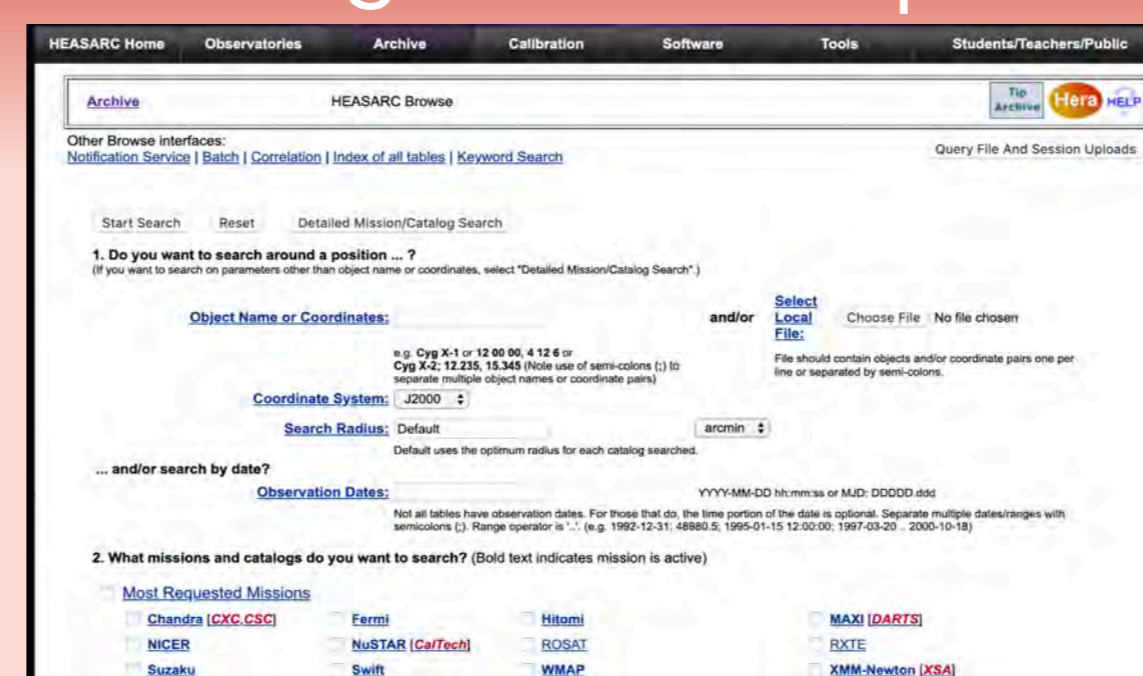 HEASARC Home Observatories Archive Calibration Software Tools Students/Teachers/Public
Archive HEASARC Browse Tip Archive Hera HELP
Other Browse interfaces:
Notification Service | Batch | Correlation | Index of all tables | Keyword Search
Query File And Session Uploads
Start Search Reset Detailed Mission/Catalog Search
1. Do you want to search around a position ... ?
(If you want to search on parameters other than object name or coordinates, select "Detailed Mission/Catalog Search".)
Object Name or Coordinates: and/or Select Local File: Choose File No file chosen
e.g. Cyg X-1 or 12 00 00, 4 12 6 or
Cyg X-2; 12.235, 15.345 (Note use of semi-colons (;) to
separate multiple object names or coordinate pairs)
File should contain objects and/or coordinate pairs one per
line or separated by semi-colons.
Coordinate System: J2000
Search Radius: Default arcmin
Default uses the optimum radius for each catalog searched.
... and/or search by date?
Observation Dates: YYYY-MM-DD hh:mm:ss or MJD: DDDDD.ddd
Not all tables have observation dates. For those that do, the time portion of the date is optional. Separate multiple dates/ranges with
semicolons (;). Range operator is '..'. (e.g. 1992-12-31; 48980.5; 1995-01-15 12:00:00; 1997-03-20 .. 2000-10-18)
2. What missions and catalogs do you want to search? (Bold text indicates mission is active)
Most Requested Missions
Chandra [CXC,CSC] Fermi Hitomi MAXI [DARTS]
NICER NuSTAR [CalTech] ROSAT RXTE
Suzaku Swift WMAP XMM-Newton [XSA]